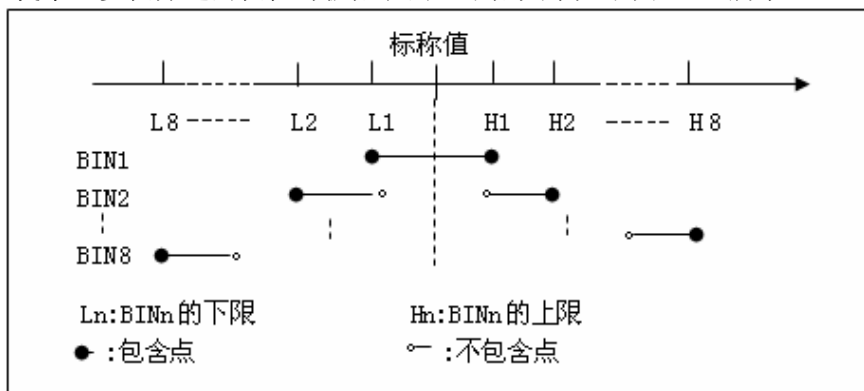 标称值
L8 L2 L1 H1 H2 H8
BIN1
BIN2
BIN8
Ln:BINn的下限 Hn:BINn的上限
:包含点 :不包含点